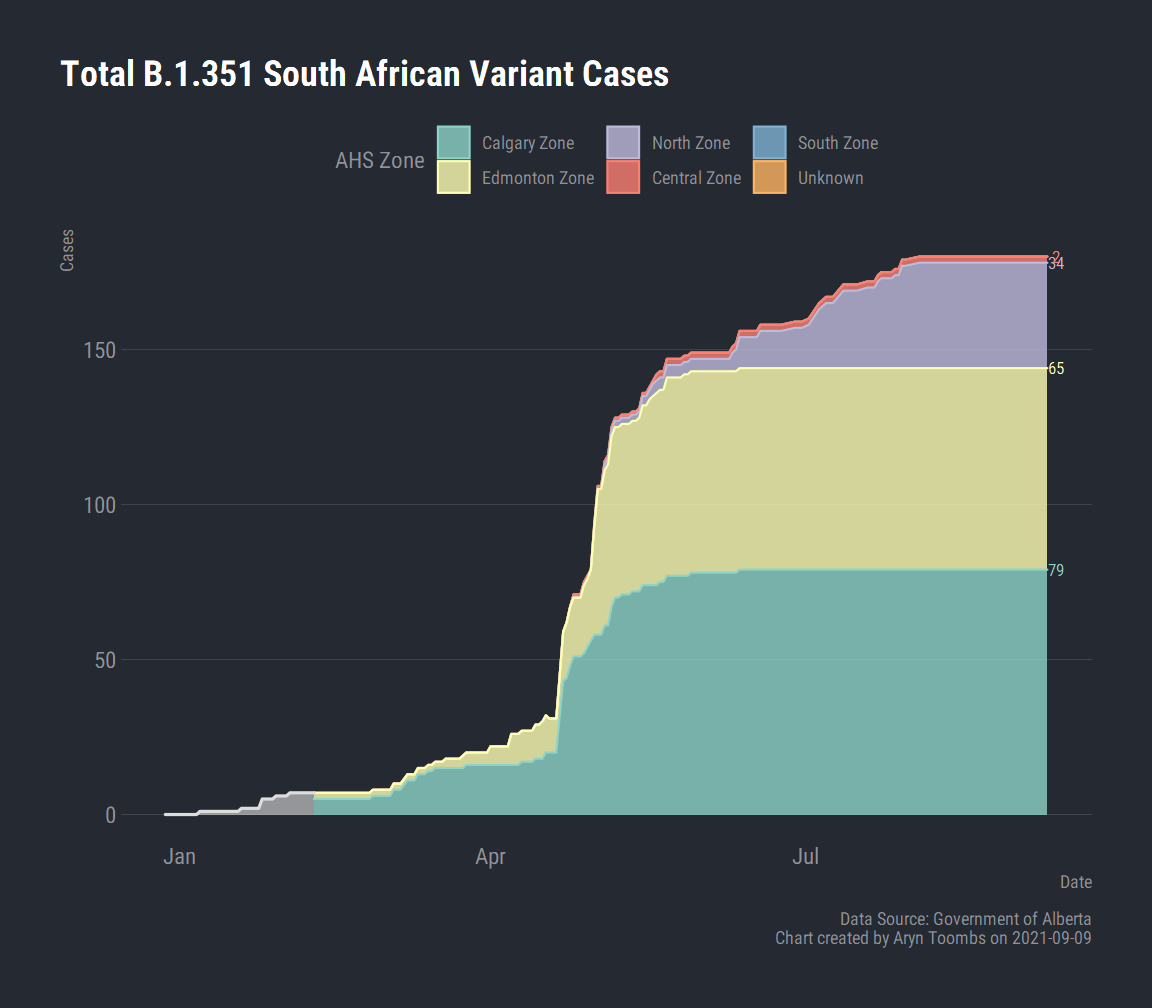 Total B.1.351 South African Variant Cases
AHS Zone
Calgary Zone
North Zone
South Zone
Edmonton Zone
Central Zone
Unknown
Cases
2
34
150
65
100
79
50
0
Jan
Apr
Jul
Date
Data Source: Government of Alberta
Chart created by Aryn Toombs on 2021-09-09